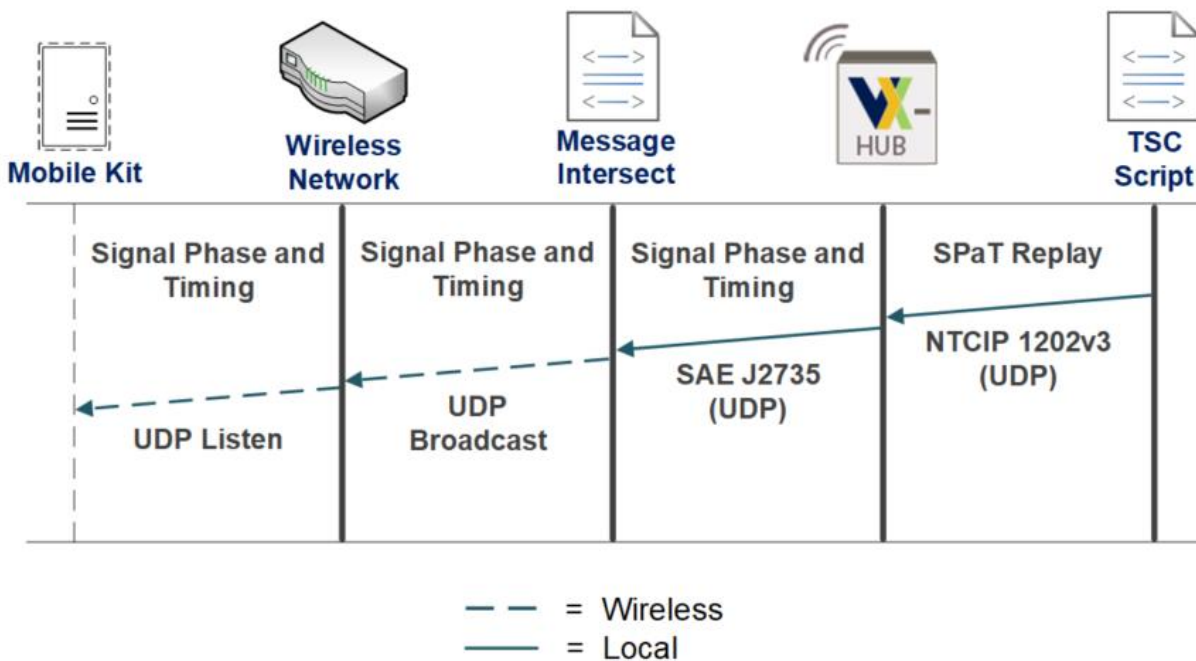 Mobile Kit
Wireless
Network
Message
Intersect
VX-
HUB
TSC
Script
Signal Phase and
Timing
Signal Phase and
Timing
Signal Phase and
Timing
SPaT Replay
UDP Listen
UDP
Broadcast
SAE J2735
(UDP)
NTCIP 1202v3
(UDP)
= Wireless
= Local